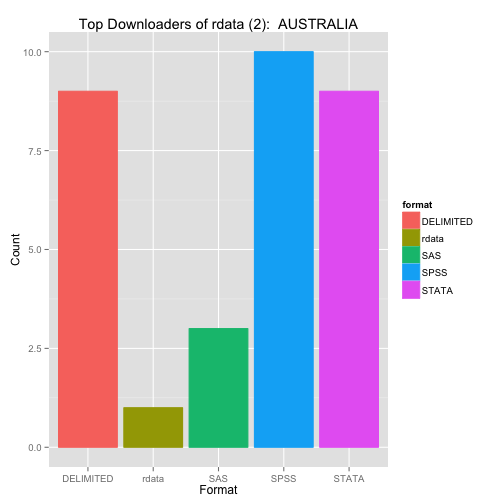 Top Downloaders of rdata (2):  AUSTRALIA
10.0
7.5
5.0
2.5
0.0
Count
DELIMITED
rdata
SAS
SPSS
STATA
Format
format
DELIMITED
rdata
SAS
SPSS
STATA